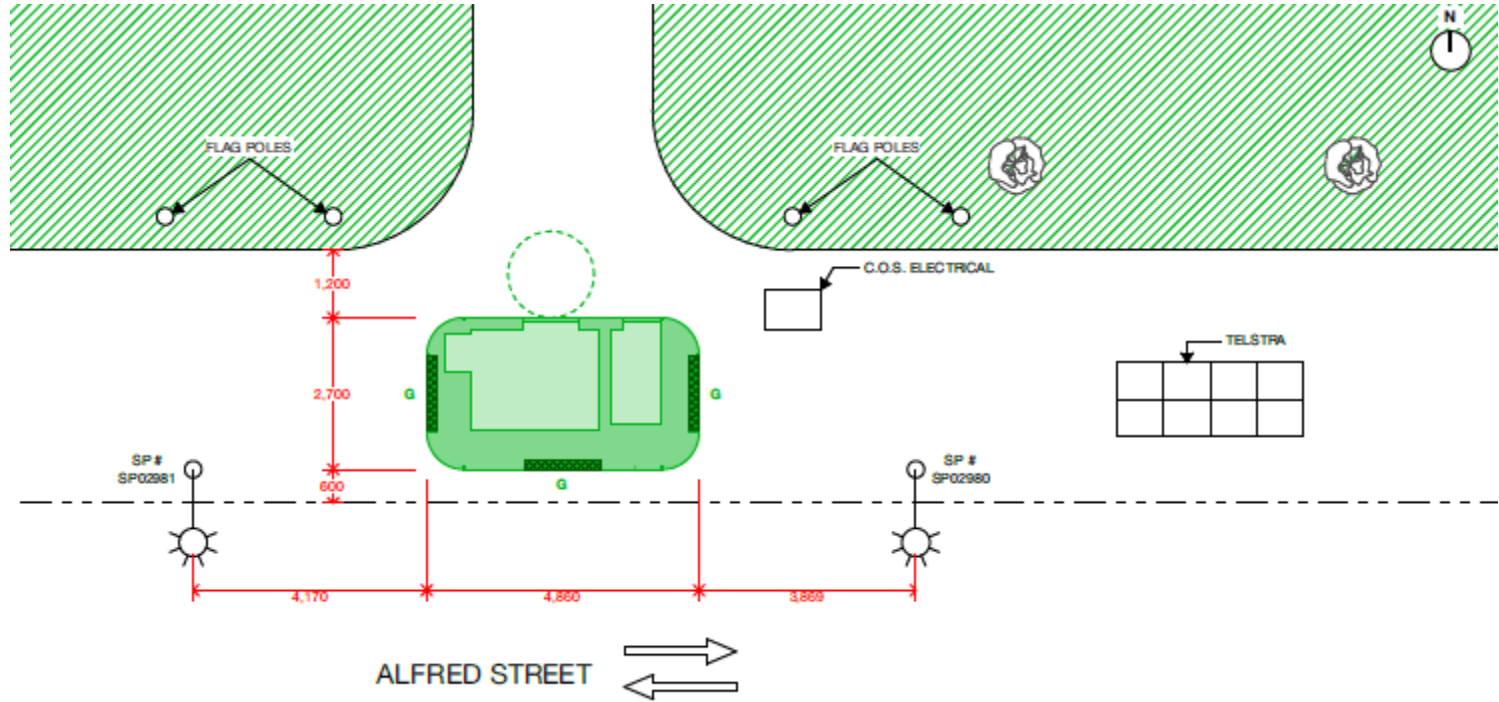 N
FLAG POLES
FLAG POLES
C.O.S. ELECTRICAL
1,200
TELSTRA
2,700
G
G
SP #
SP02981
SP #
SP02980
600
G
4,170
4,860
3,869
ALFRED STREET